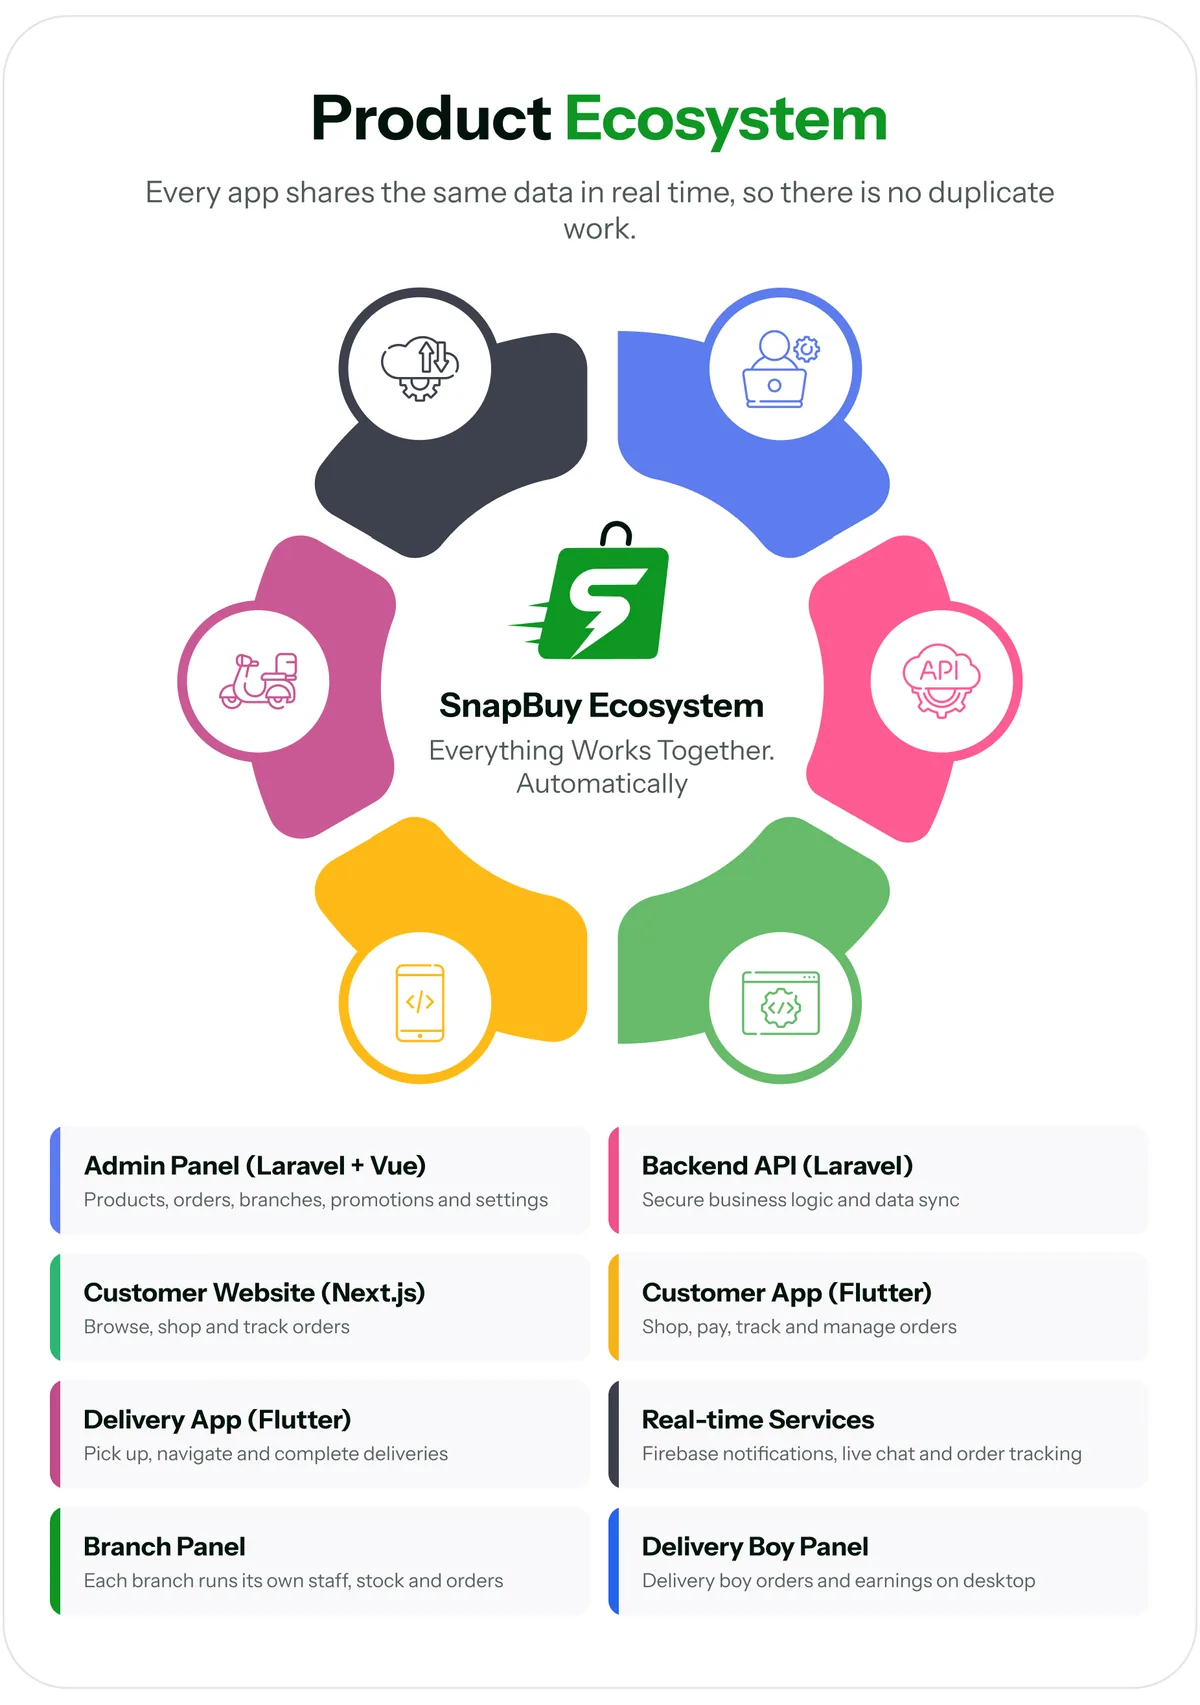 Product Ecosystem
Every app shares the same data in real time, so there is no duplicate
work.
API
SnapBuy Ecosystem
Everything Works Together.
Automatically
</>
</>
Admin Panel (Laravel + Vue)
Products, orders, branches, promotions and settings
Backend API (Laravel)
Secure business logic and data sync
Customer Website (Next.js)
Browse, shop and track orders
Customer App (Flutter)
Shop, pay, track and manage orders
Delivery App (Flutter)
Pick up, navigate and complete deliveries
Real-time Services
Firebase notifications, live chat and order tracking
Branch Panel
Each branch runs its own staff, stock and orders
Delivery Boy Panel
Delivery boy orders and earnings on desktop